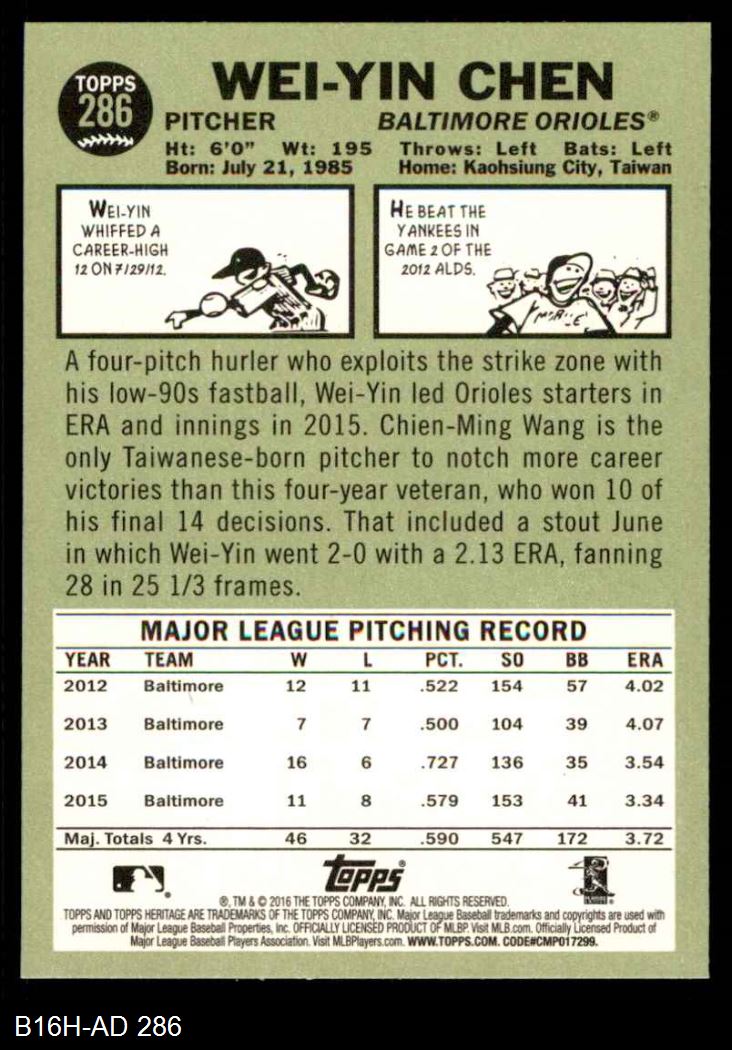 TOPPS
286
WEI-YIN CHEN
PITCHER BALTIMORE ORIOLES®
Ht: 6'0" Wt: 195 Throws: Left Bats: Left
Born: July 21, 1985 Home: Kaohsiung City, Taiwan
WEI-YIN
WHIFFED A
CAREER-HIGH
12 ON 7/29/12.
HE BEAT THE
YANKEES IN
GAME 2 OF THE
2012 ALDS.
A four-pitch hurler who exploits the strike zone with
his low-90s fastball, Wei-Yin led Orioles starters in
ERA and innings in 2015. Chien-Ming Wang is the
only Taiwanese-born pitcher to notch more career
victories than this four-year veteran, who won 10 of
his final 14 decisions. That included a stout June
in which Wei-Yin went 2-0 with a 2.13 ERA, fanning
28 in 25 1/3 frames.
MAJOR LEAGUE PITCHING RECORD
YEAR TEAM W L PCT. SO BB ERA
2012 Baltimore 12 11 .522 154 57 4.02
2013 Baltimore 7 7 .500 104 39 4.07
2014 Baltimore 16 6 .727 136 35 3.54
2015 Baltimore 11 8 .579 153 41 3.34
Maj. Totals 4 Yrs. 46 32 .590 547 172 3.72
Topps®
®, TM & © 2016 THE TOPPS COMPANY, INC. ALL RIGHTS RESERVED.
TOPPS AND TOPPS HERITAGE ARE TRADEMARKS OF THE TOPPS COMPANY, INC. Major League Baseball trademarks and copyrights are used with
permission of Major League Baseball Properties, Inc. OFFICIALLY LICENSED PRODUCT OF MLBP. Visit MLB.com. Officially Licensed Product of
Major League Baseball Players Association. Visit MLBPlayers.com. WWW.TOPPS.COM. CODE#CMP017299.
B16H-AD 286